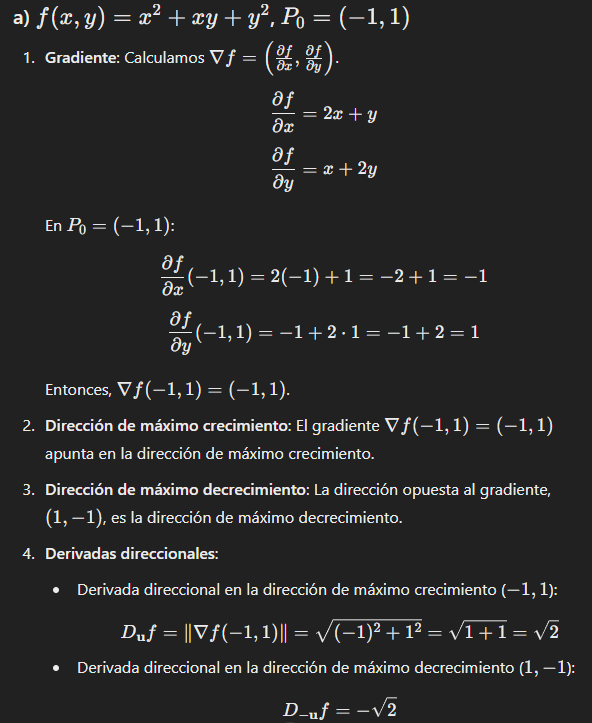 a) f(x, y) = x² + xy + y², P₀ = (−1, 1)
1. Gradiente: Calculamos ∇f = (∂f/∂x, ∂f/∂y).
∂f/∂x = 2x + y
∂f/∂y = x + 2y
En P₀ = (−1, 1):
∂f/∂x (−1, 1) = 2(−1) + 1 = −2 + 1 = −1
∂f/∂y (−1, 1) = −1 + 2 · 1 = −1 + 2 = 1
Entonces, ∇f(−1, 1) = (−1, 1).
2. Dirección de máximo crecimiento: El gradiente ∇f(−1, 1) = (−1, 1)
apunta en la dirección de máximo crecimiento.
3. Dirección de máximo decrecimiento: La dirección opuesta al gradiente,
(1, −1), es la dirección de máximo decrecimiento.
4. Derivadas direccionales:
• Derivada direccional en la dirección de máximo crecimiento (−1, 1):
D_𝐮f = ‖∇f(−1, 1)‖ = √((−1)² + 1²) = √(1 + 1) = √2
• Derivada direccional en la dirección de máximo decrecimiento (1, −1):
D_−𝐮f = −√2